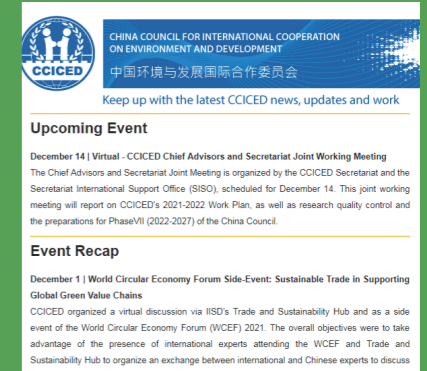 CCICED
CHINA COUNCIL FOR INTERNATIONAL COOPERATION
ON ENVIRONMENT AND DEVELOPMENT
中国环境与发展国际合作委员会
Keep up with the latest CCICED news, updates and work
Upcoming Event
December 14 | Virtual - CCICED Chief Advisors and Secretariat Joint Working Meeting
The Chief Advisors and Secretariat Joint Meeting is organized by the CCICED Secretariat and the
Secretariat International Support Office (SISO), scheduled for December 14. This joint working
meeting will report on CCICED's 2021-2022 Work Plan, as well as research quality control and
the preparations for PhaseVII (2022-2027) of the China Council.
Event Recap
December 1 | World Circular Economy Forum Side-Event: Sustainable Trade in Supporting
Global Green Value Chains
CCICED organized a virtual discussion via IISD's Trade and Sustainability Hub and as a side
event of the World Circular Economy Forum (WCEF) 2021. The overall objectives were to take
advantage of the presence of international experts attending the WCEF and Trade and
Sustainability Hub to organize an exchange between international and Chinese experts to discuss